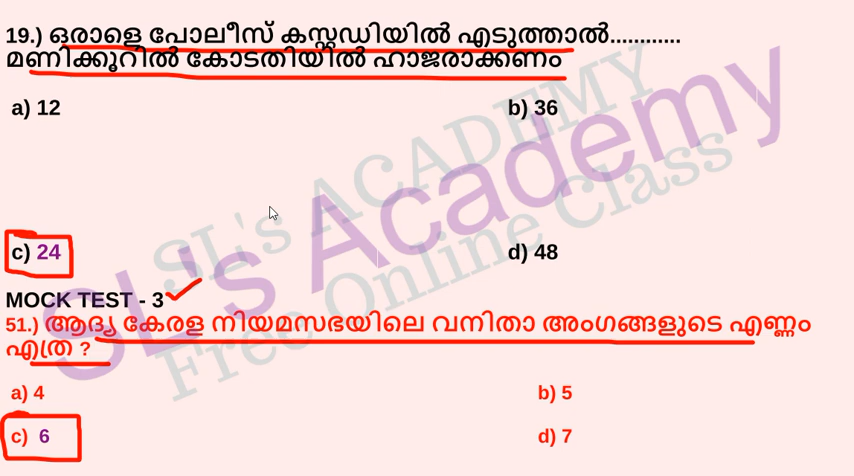 19.) ഒരാളെ പോലീസ് കസ്റ്റഡിയിൽ എടുത്താൽ............
മണിക്കൂറിൽ കോടതിയിൽ ഹാജരാക്കണം
a) 12
b) 36
c) 24
d) 48
MOCK TEST - 3
51.) ആദ്യ കേരള നിയമസഭയിലെ വനിതാ അംഗങ്ങളുടെ എണ്ണം
എത്ര ?
a) 4
b) 5
c) 6
d) 7
SL's ACADEMY
SL's Academy
Free Online Class